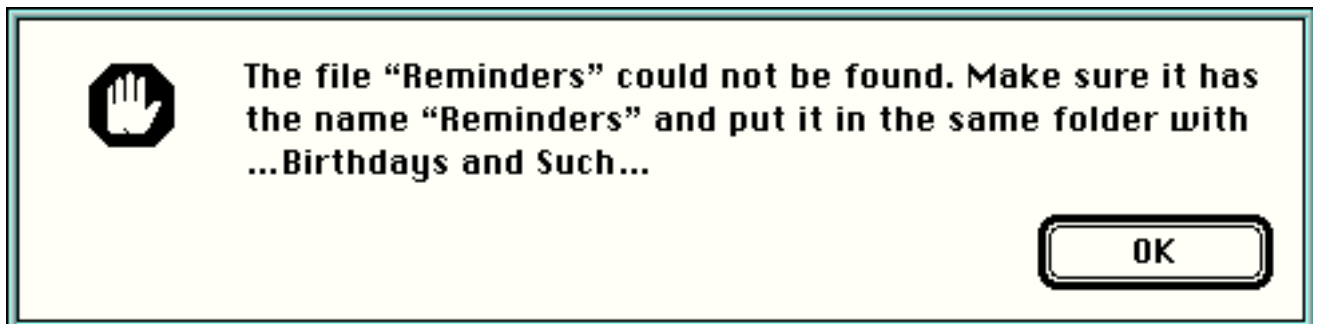 The file “Reminders” could not be found. Make sure it has
the name “Reminders” and put it in the same folder with
...Birthdays and Such...
OK